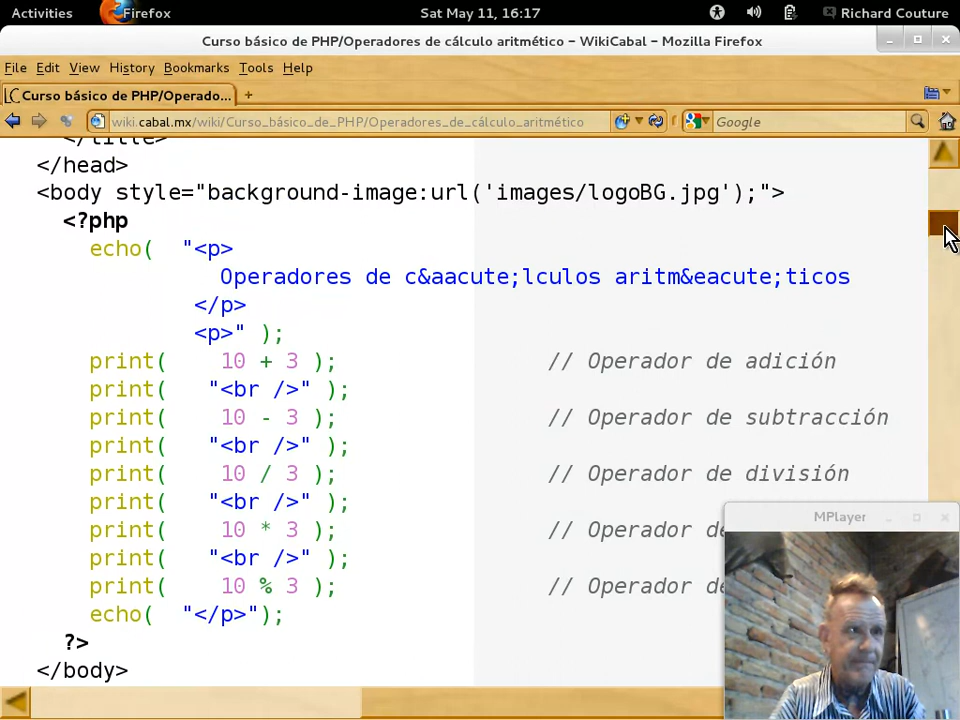 Activities Firefox Sat May 11, 16:17 Richard Couture
Curso básico de PHP/Operadores de cálculo aritmético – WikiCabal – Mozilla Firefox
File Edit View History Bookmarks Tools Help
Curso básico de PHP/Operado... +
wiki.cabal.mx/wiki/Curso_básico_de_PHP/Operadores_de_cálculo_aritmético Google
</title>
</head>
<body style="background-image:url('images/logoBG.jpg');">
<?php
echo( "<p>
Operadores de c&aacute;lculos aritm&eacute;ticos
</p>
<p>" );
print( 10 + 3 ); // Operador de adición
print( "<br />" );
print( 10 - 3 ); // Operador de subtracción
print( "<br />" );
print( 10 / 3 ); // Operador de división
print( "<br />" );
MPlayer
print( 10 * 3 ); // Operador de
print( "<br />" );
print( 10 % 3 ); // Operador de
echo( "</p>");
?>
</body>